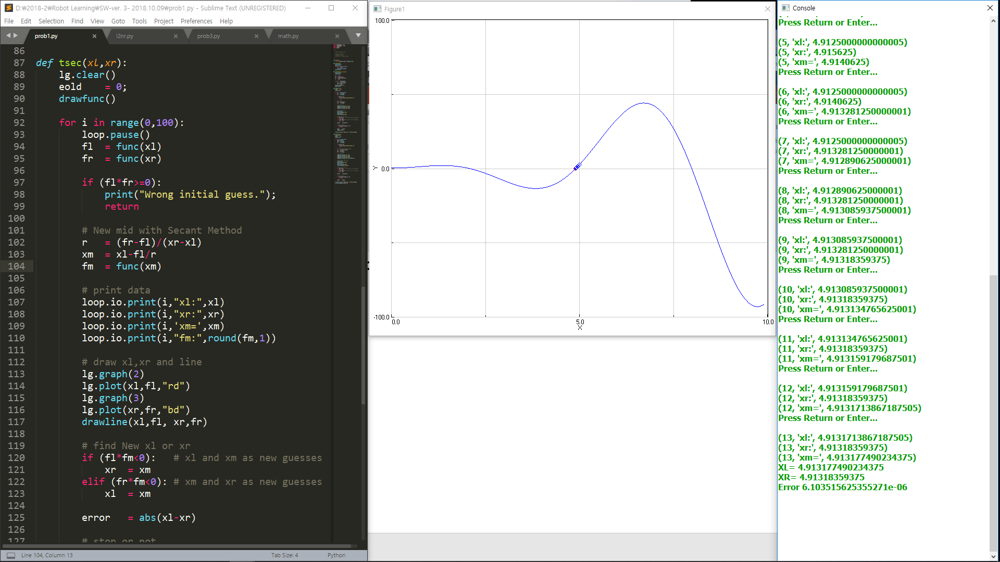 D:₩2018-2₩Robot Learning₩SW-ver. 3- 2018.10.09₩prob1.py - Sublime Text (UNREGISTERED)
File Edit Selection Find View Goto Tools Project Preferences Help
prob1.py l2nr.py prob3.py math.py
86
87 def tsec(xl,xr):
88 lg.clear()
89 eold = 0;
90 drawfunc()
91
92 for i in range(0,100):
93 loop.pause()
94 fl = func(xl)
95 fr = func(xr)
96
97 if (fl*fr>=0):
98 print("Wrong initial guess.");
99 return
100
101 # New mid with Secant Method
102 r = (fr-fl)/(xr-xl)
103 xm = xl-fl/r
104 fm = func(xm)
105
106 # print data
107 loop.io.print(i,"xl:",xl)
108 loop.io.print(i,"xr:",xr)
109 loop.io.print(i,'xm=',xm)
110 loop.io.print(i,"fm:",round(fm,1))
111
112 # draw xl,xr and line
113 lg.graph(2)
114 lg.plot(xl,fl,"rd")
115 lg.graph(3)
116 lg.plot(xr,fr,"bd")
117 drawline(xl,fl, xr,fr)
118
119 # find New xl or xr
120 if (fl*fm<0): # xl and xm as new guesses
121 xr = xm
122 elif (fr*fm<0): # xm and xr as new guesses
123 xl = xm
124
125 error = abs(xl-xr)
126
127 # stop or not
Line 104, Column 13 Tab Size: 4 Python
Figure1
100.0
Y 0.0
-100.0
0.0 5.0 10.0
X
Console
Press Return or Enter...
(5, 'xl:', 4.9125000000000005)
(5, 'xr:', 4.915625)
(5, 'xm=', 4.9140625)
Press Return or Enter...
(6, 'xl:', 4.9125000000000005)
(6, 'xr:', 4.9140625)
(6, 'xm=', 4.913281250000001)
Press Return or Enter...
(7, 'xl:', 4.9125000000000005)
(7, 'xr:', 4.913281250000001)
(7, 'xm=', 4.912890625000001)
Press Return or Enter...
(8, 'xl:', 4.912890625000001)
(8, 'xr:', 4.913281250000001)
(8, 'xm=', 4.913085937500001)
Press Return or Enter...
(9, 'xl:', 4.913085937500001)
(9, 'xr:', 4.913281250000001)
(9, 'xm=', 4.91318359375)
Press Return or Enter...
(10, 'xl:', 4.913085937500001)
(10, 'xr:', 4.91318359375)
(10, 'xm=', 4.913134765625001)
Press Return or Enter...
(11, 'xl:', 4.913134765625001)
(11, 'xr:', 4.91318359375)
(11, 'xm=', 4.913159179687501)
Press Return or Enter...
(12, 'xl:', 4.913159179687501)
(12, 'xr:', 4.91318359375)
(12, 'xm=', 4.9131713867187505)
Press Return or Enter...
(13, 'xl:', 4.9131713867187505)
(13, 'xr:', 4.91318359375)
(13, 'xm=', 4.913177490234375)
XL= 4.913177490234375
XR= 4.91318359375
Error 6.103515625355271e-06